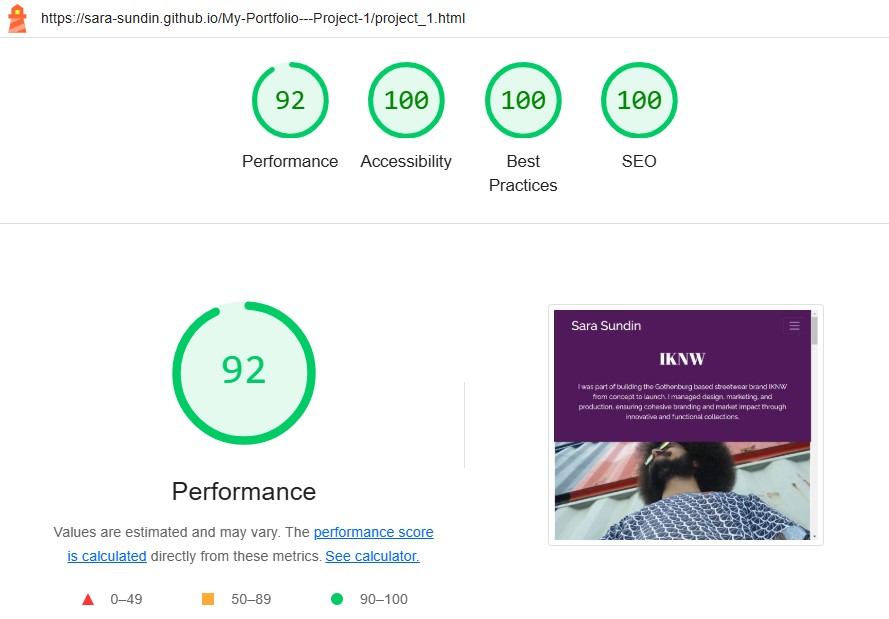 https://sara-sundin.github.io/My-Portfolio---Project-1/project_1.html
92
100
100
100
Performance
Accessibility
Best
Practices
SEO
92
Performance
Values are estimated and may vary. The performance score
is calculated directly from these metrics. See calculator.
0–49
50–89
90–100
Sara Sundin
IKNW
I was part of building the Gothenburg based streetwear brand IKNW
from concept to launch. I managed design, marketing, and
production, ensuring cohesive branding and market impact through
innovative and functional collections.